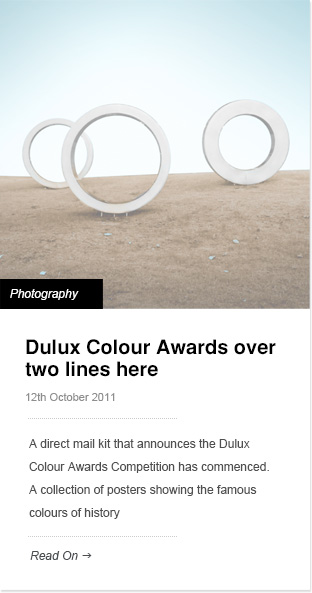 Photography
Dulux Colour Awards over
two lines here
12th October 2011
A direct mail kit that announces the Dulux
Colour Awards Competition has commenced.
A collection of posters showing the famous
colours of history
Read On →